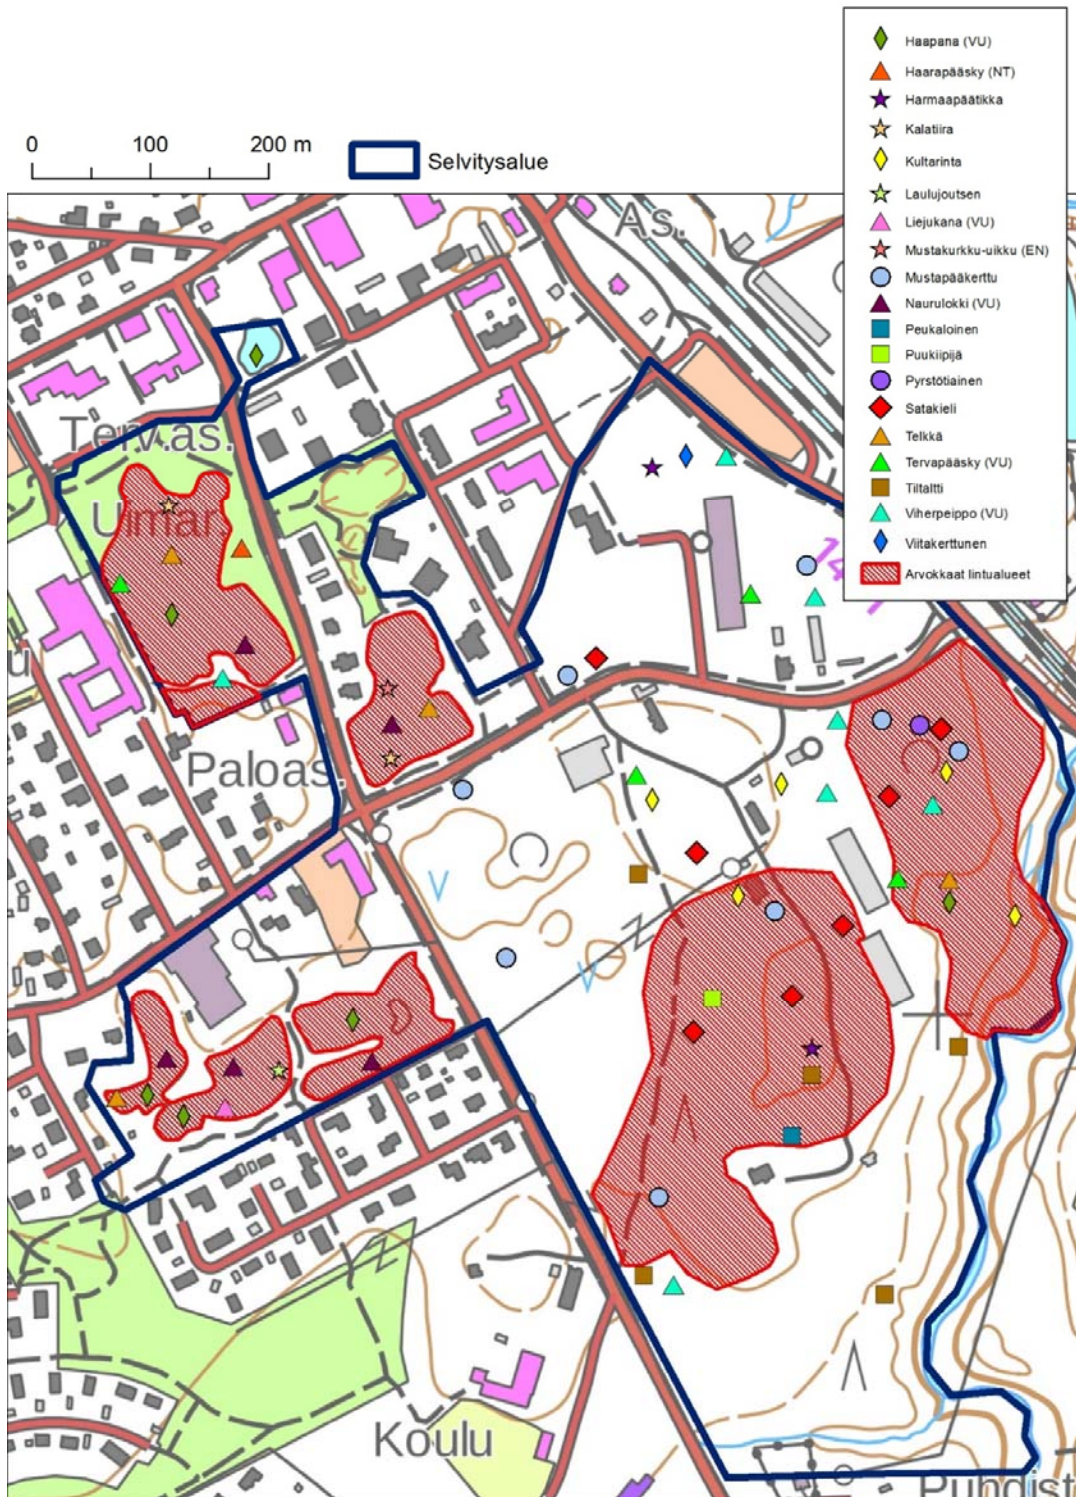 Haapana (VU)
Haarapääsky (NT)
Harmaapäätikka
Kalatiira
Kultarinta
Laulujoutsen
Liejukana (VU)
Mustakurkku-uikku (EN)
Mustapääkerttu
Naurulokki (VU)
Peukaloinen
Puukiipijä
Pyrstötiainen
Satakieli
Telkkä
Tervapääsky (VU)
Tiltaltti
Viherpeippo (VU)
Viitakerttunen
Arvokkaat lintualueet
0 100 200 m
Selvitysalue
As.
Terv.as.
Ulmar.
Paloas.
Koulu
Puhdist